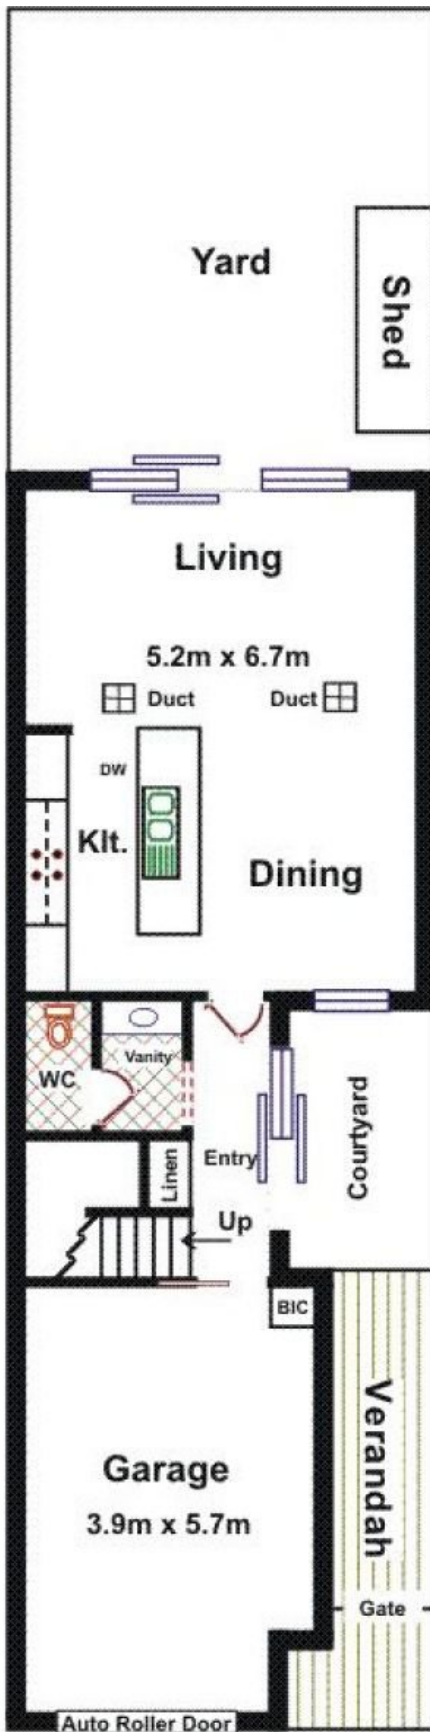 Yard
Shed
Living
5.2m x 6.7m
Duct
Duct
DW
KIt.
Dining
WC
Vanity
Courtyard
Linen
Entry
Up
BIC
Verandah
Garage
3.9m x 5.7m
Gate
Auto Roller Door